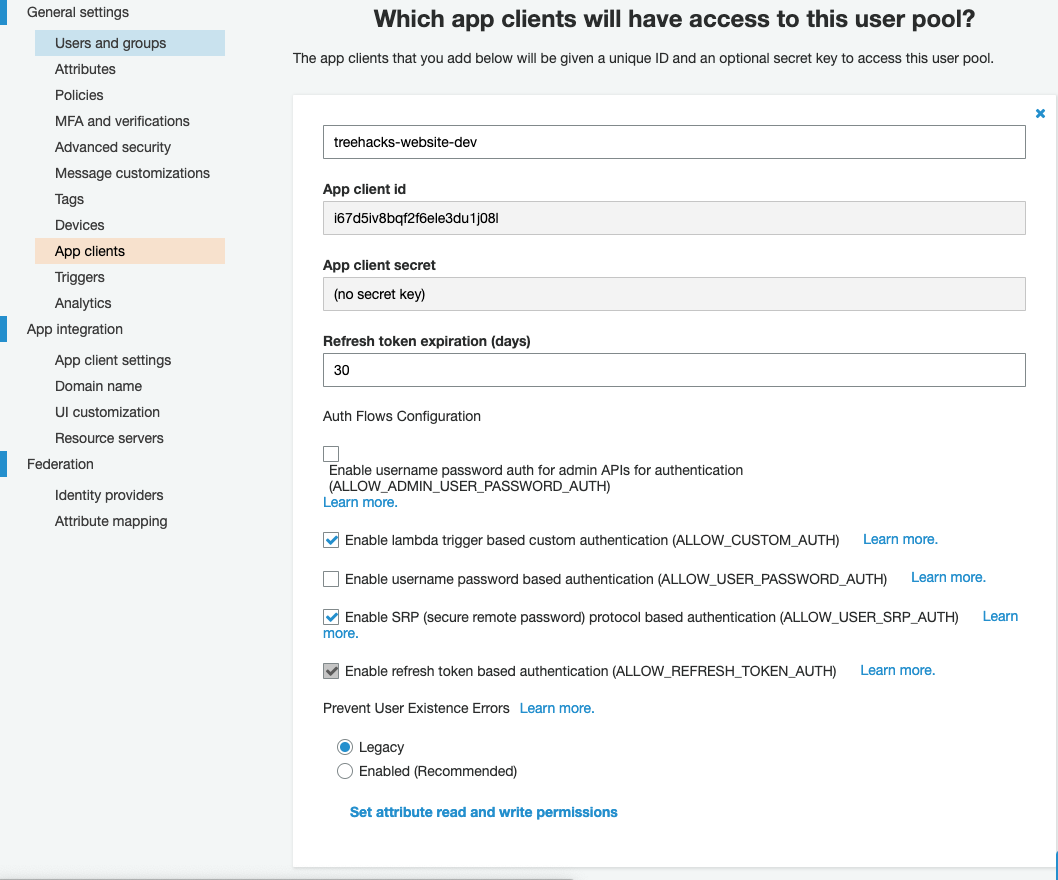 General settings
Users and groups
Attributes
Policies
MFA and verifications
Advanced security
Message customizations
Tags
Devices
App clients
Triggers
Analytics
App integration
App client settings
Domain name
UI customization
Resource servers
Federation
Identity providers
Attribute mapping
Which app clients will have access to this user pool?
The app clients that you add below will be given a unique ID and an optional secret key to access this user pool.
treehacks-website-dev
App client id
i67d5iv8bqf2f6ele3du1j08l
App client secret
(no secret key)
Refresh token expiration (days)
30
Auth Flows Configuration
Enable username password auth for admin APIs for authentication
(ALLOW_ADMIN_USER_PASSWORD_AUTH)
Learn more.
Enable lambda trigger based custom authentication (ALLOW_CUSTOM_AUTH) Learn more.
Enable username password based authentication (ALLOW_USER_PASSWORD_AUTH) Learn more.
Enable SRP (secure remote password) protocol based authentication (ALLOW_USER_SRP_AUTH) Learn
more.
Enable refresh token based authentication (ALLOW_REFRESH_TOKEN_AUTH) Learn more.
Prevent User Existence Errors Learn more.
Legacy
Enabled (Recommended)
Set attribute read and write permissions